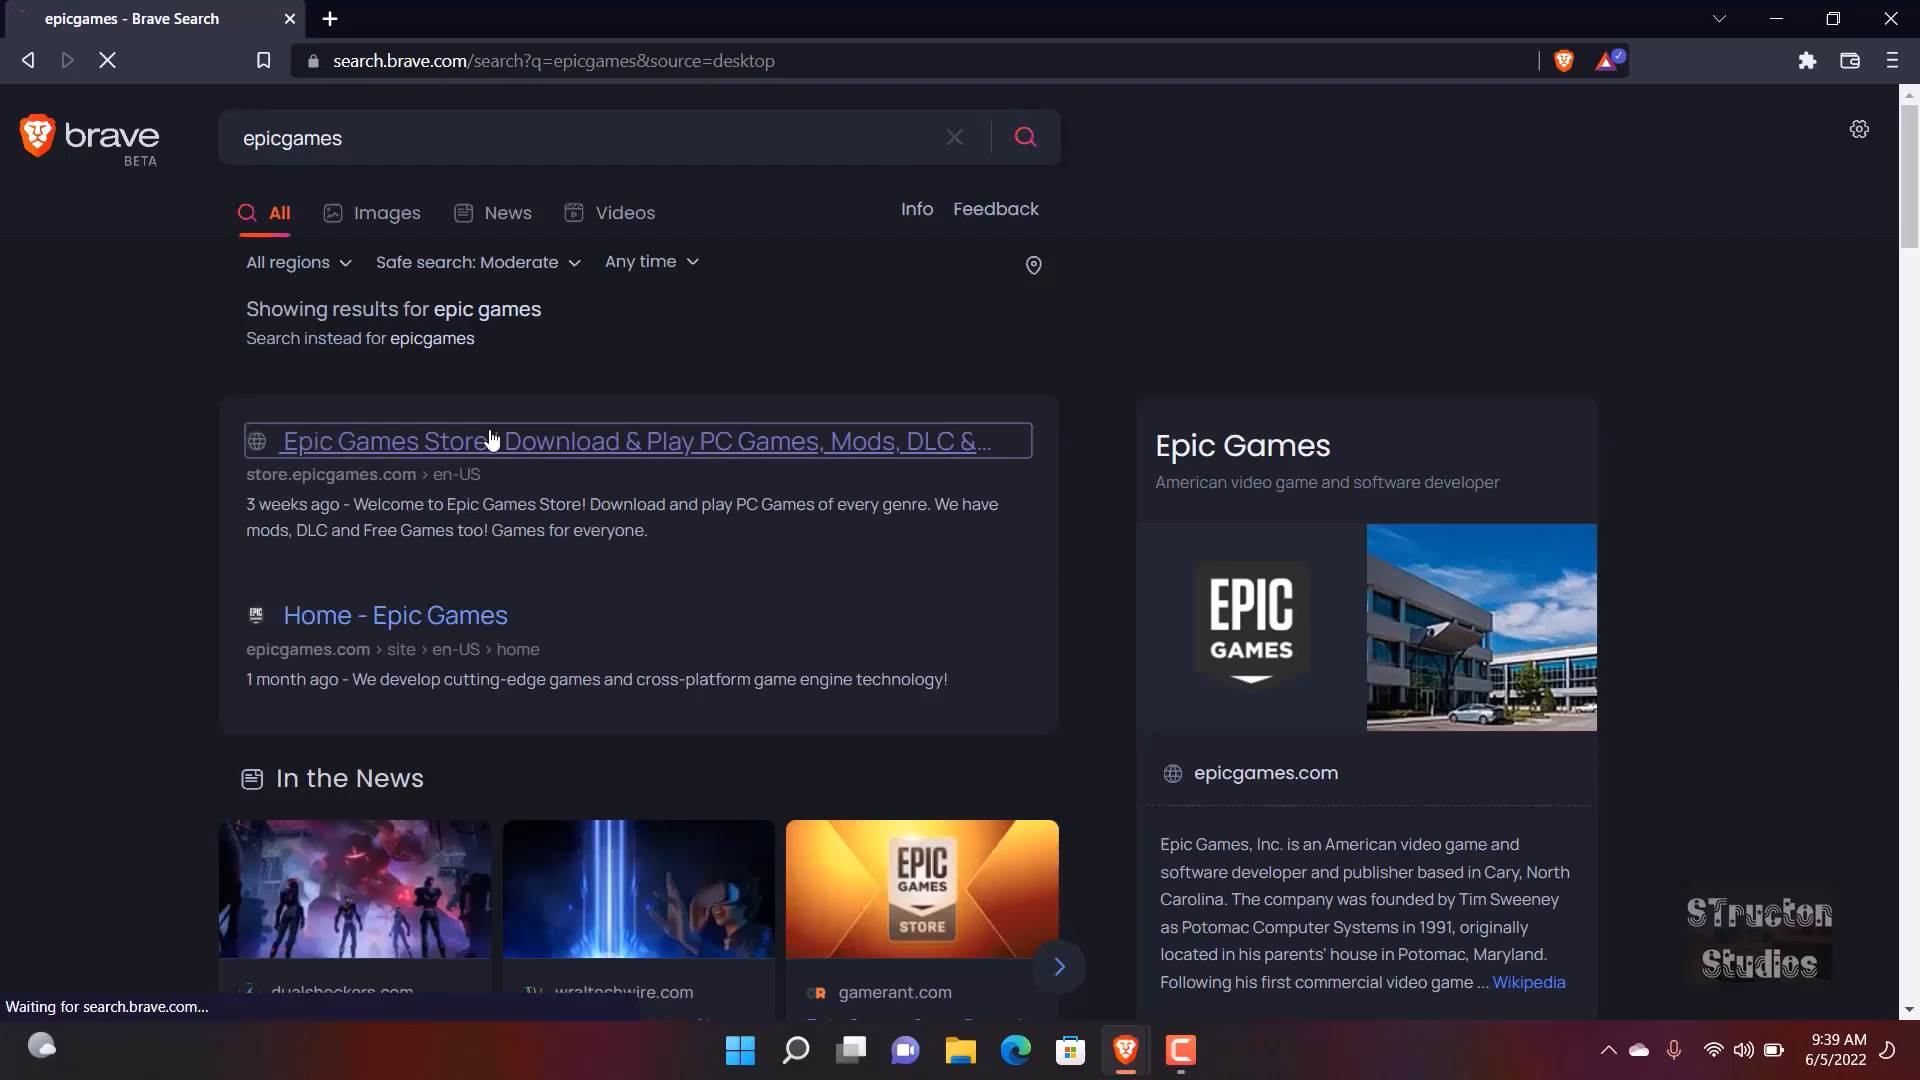 epicgames - Brave Search
search.brave.com/search?q=epicgames&source=desktop
brave
BETA
epicgames
All
Images
News
Videos
Info
Feedback
All regions
Safe search: Moderate
Any time
Showing results for epic games
Search instead for epicgames
Epic Games Store | Download & Play PC Games, Mods, DLC &...
store.epicgames.com › en-US
3 weeks ago - Welcome to Epic Games Store! Download and play PC Games of every genre. We have
mods, DLC and Free Games too! Games for everyone.
EPIC GAMES
Home - Epic Games
epicgames.com › site › en-US › home
1 month ago - We develop cutting-edge games and cross-platform game engine technology!
In the News
EPIC
GAMES
STORE
dualshockers.com
wraltechwire.com
gamerant.com
Epic Games
American video game and software developer
EPIC
GAMES
epicgames.com
Epic Games, Inc. is an American video game and
software developer and publisher based in Cary, North
Carolina. The company was founded by Tim Sweeney
as Potomac Computer Systems in 1991, originally
located in his parents' house in Potomac, Maryland.
Following his first commercial video game ... Wikipedia
STructon
Studios
Waiting for search.brave.com...
9:39 AM
6/5/2022